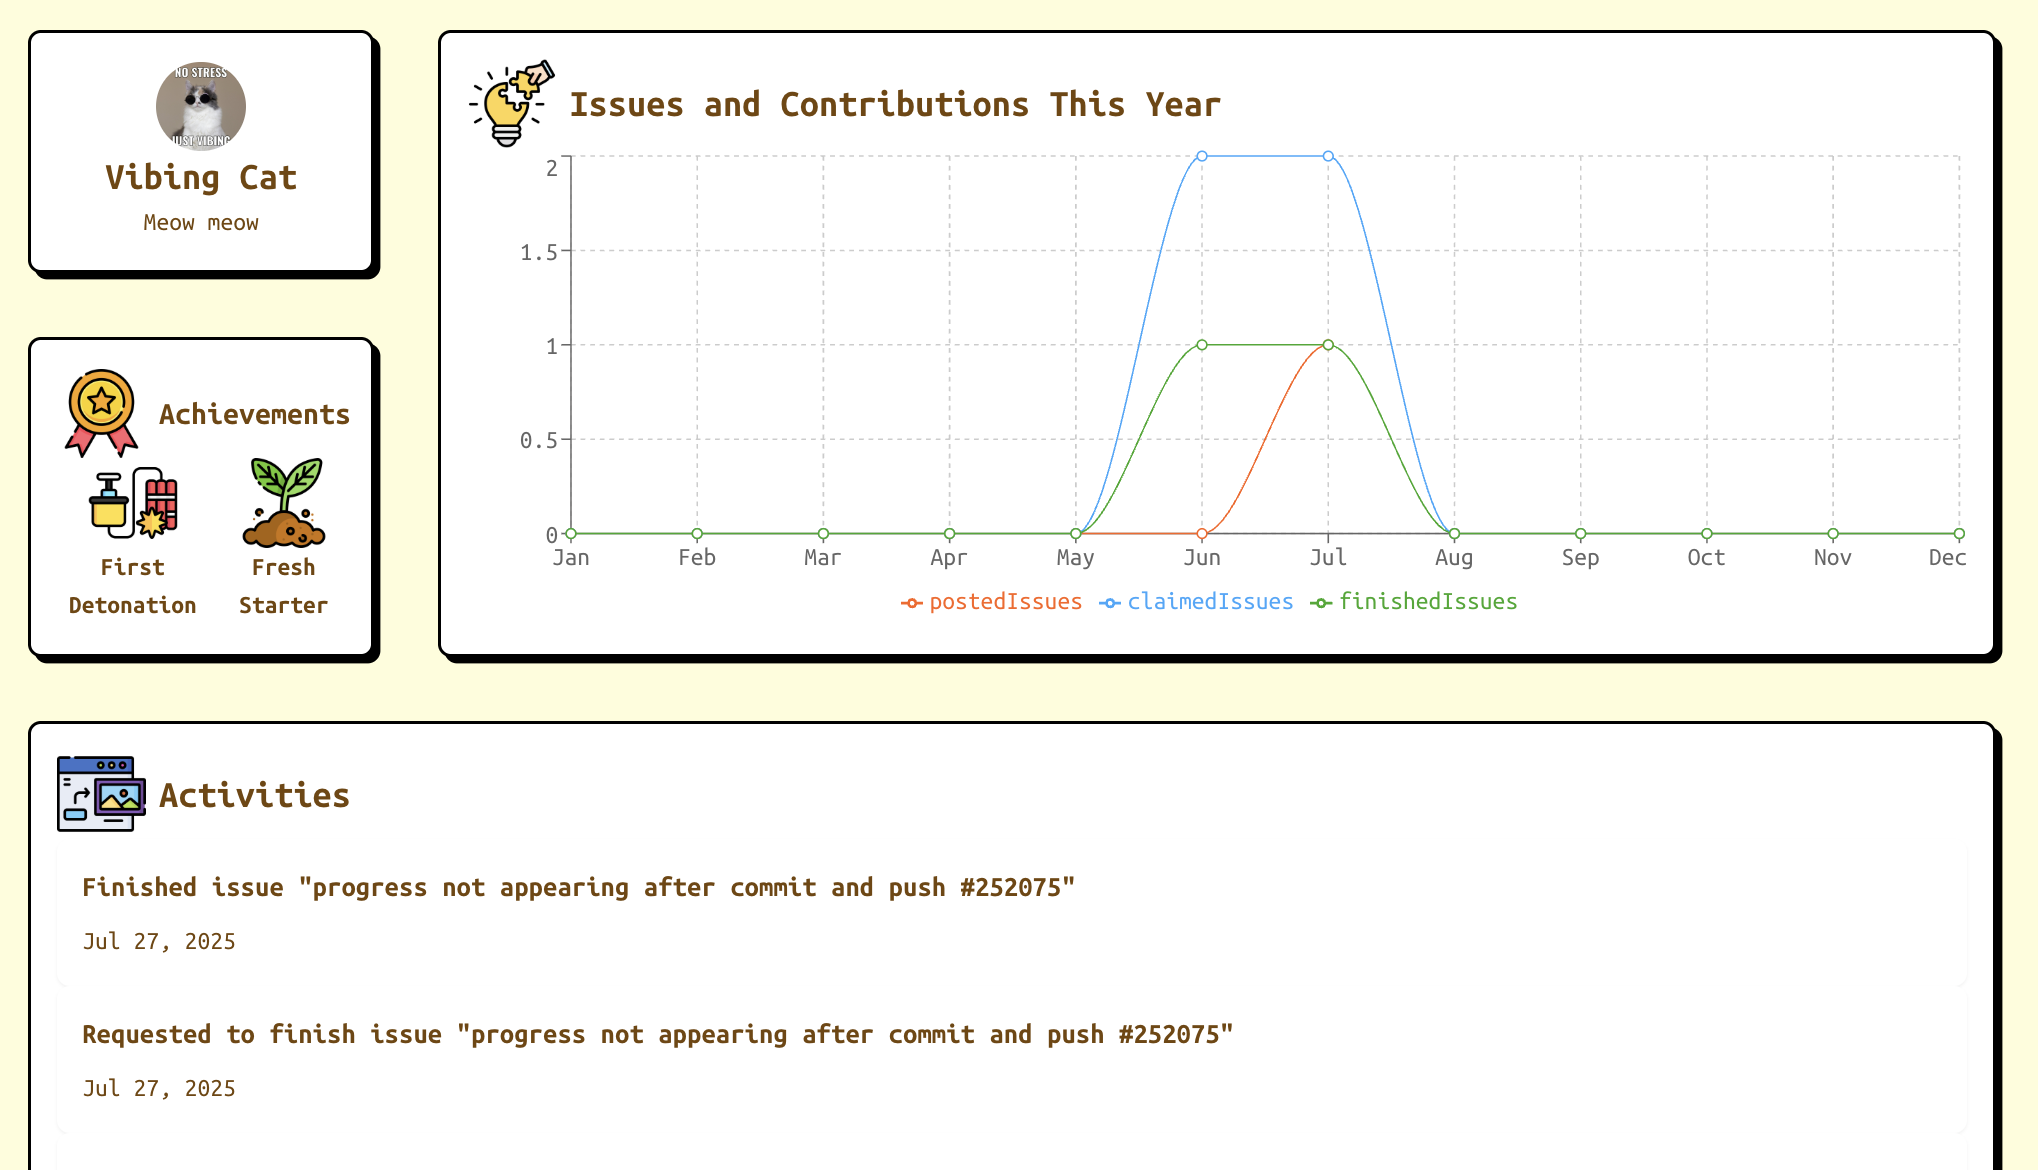 NO STRESS
JUST VIBING
Vibing Cat
Meow meow
Achievements
First
Detonation
Fresh
Starter
Issues and Contributions This Year
2
1.5
1
0.5
0
Jan Feb Mar Apr May Jun Jul Aug Sep Oct Nov Dec
postedIssues claimedIssues finishedIssues
Activities
Finished issue "progress not appearing after commit and push #252075"
Jul 27, 2025
Requested to finish issue "progress not appearing after commit and push #252075"
Jul 27, 2025